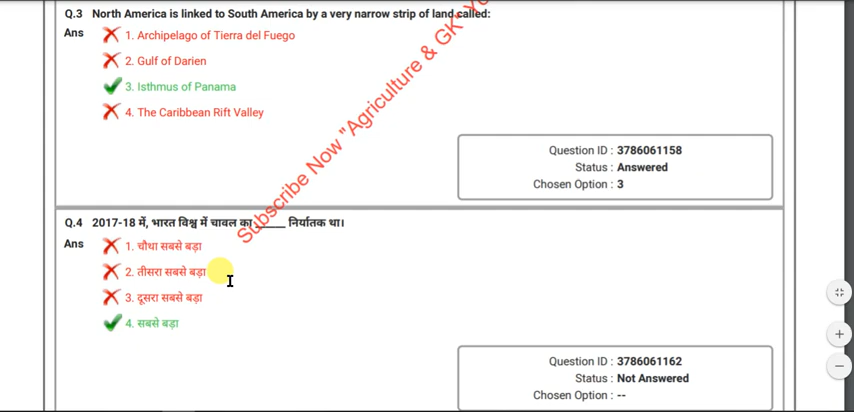 Q.3 North America is linked to South America by a very narrow strip of land called:
Ans 1. Archipelago of Tierra del Fuego
2. Gulf of Darien
3. Isthmus of Panama
4. The Caribbean Rift Valley
Question ID : 3786061158
Status : Answered
Chosen Option : 3
Subscribe Now "Agriculture & GK"
Q.4 2017-18 में, भारत विश्व में चावल का _____ निर्यातक था।
Ans 1. चौथा सबसे बड़ा
2. तीसरा सबसे बड़ा
3. दूसरा सबसे बड़ा
4. सबसे बड़ा
Question ID : 3786061162
Status : Not Answered
Chosen Option : --